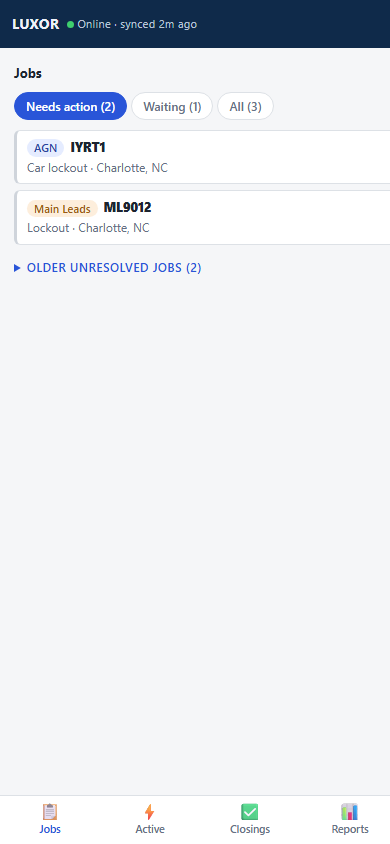 LUXOR Online · synced 2m ago
Jobs
Needs action (2) Waiting (1) All (3)
AGN IYRT1
Car lockout · Charlotte, NC
Main Leads ML9012
Lockout · Charlotte, NC
OLDER UNRESOLVED JOBS (2)
Jobs Active Closings Reports